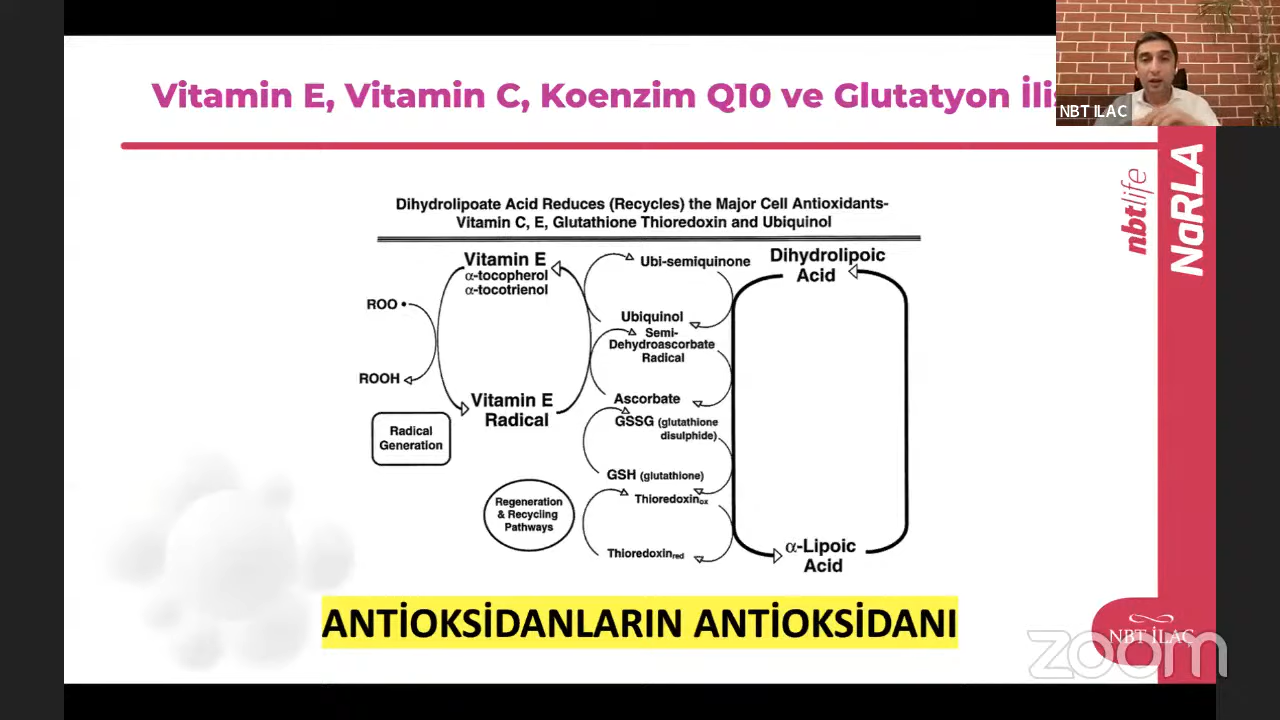 Vitamin E, Vitamin C, Koenzim Q10 ve Glutatyon
NBT ILAC
nbtlife
NaRLA
Dihydrolipoate Acid Reduces (Recycles) the Major Cell Antioxidants-
Vitamin C, E, Glutathione Thioredoxin and Ubiquinol
Vitamin E
α-tocopherol
α-tocotrienol
ROO •
ROOH
Vitamin E
Radical
Radical
Generation
Regeneration
& Recycling
Pathways
Ubi-semiquinone
Ubiquinol
Semi-
Dehydroascorbate
Radical
Ascorbate
GSSG (glutathione
disulphide)
GSH (glutathione)
Thioredoxinox
Thioredoxinred
Dihydrolipoic
Acid
α-Lipoic
Acid
ANTİOKSİDANLARIN ANTİOKSİDANI
NBT İLAÇ
zoom